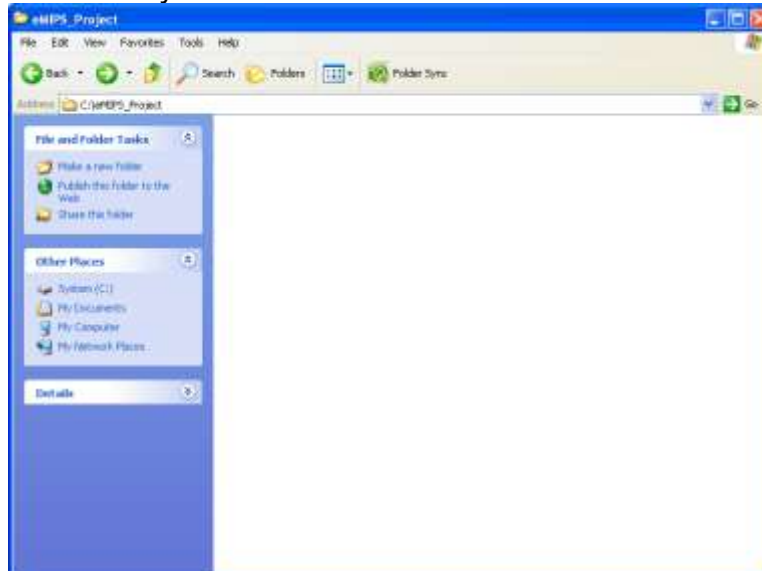 eMIPS_Project
File Edit View Favorites Tools Help
Back Search Folders Folder Sync
Address C:\eMIPS_Project Go
File and Folder Tasks
Make a new folder
Publish this folder to the
Web
Share this folder
Other Places
System (C:)
My Documents
My Computer
My Network Places
Details